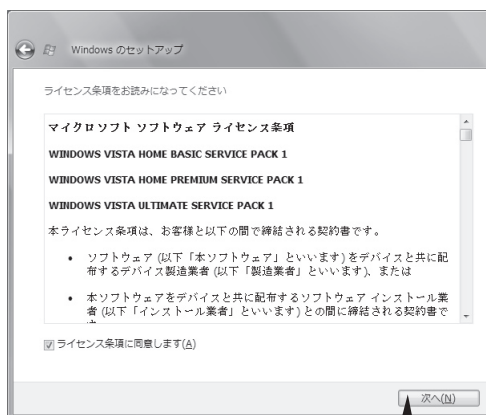 Windows のセットアップ
ライセンス条項をお読みになってください
マイクロソフト ソフトウェア ライセンス条項
WINDOWS VISTA HOME BASIC SERVICE PACK 1
WINDOWS VISTA HOME PREMIUM SERVICE PACK 1
WINDOWS VISTA ULTIMATE SERVICE PACK 1
本ライセンス条項は、お客様と以下の間で締結される契約書です。
• ソフトウェア (以下「本ソフトウェア」といいます) をデバイスと共に配
布するデバイス製造業者 (以下「製造業者」といいます)、または
• 本ソフトウェアをデバイスと共に配布するソフトウェア インストール業
者 (以下「インストール業者」といいます) との間に締結される契約書で
ライセンス条項に同意します(A)
次へ(N)